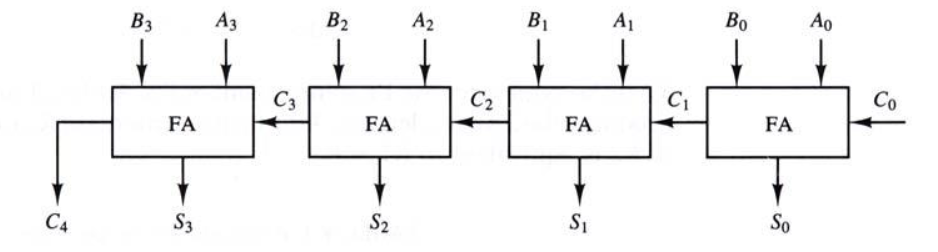 B₃ A₃ B₂ A₂ B₁ A₁ B₀ A₀
C₃ C₂ C₁ C₀
FA FA FA FA
C₄ S₃ S₂ S₁ S₀